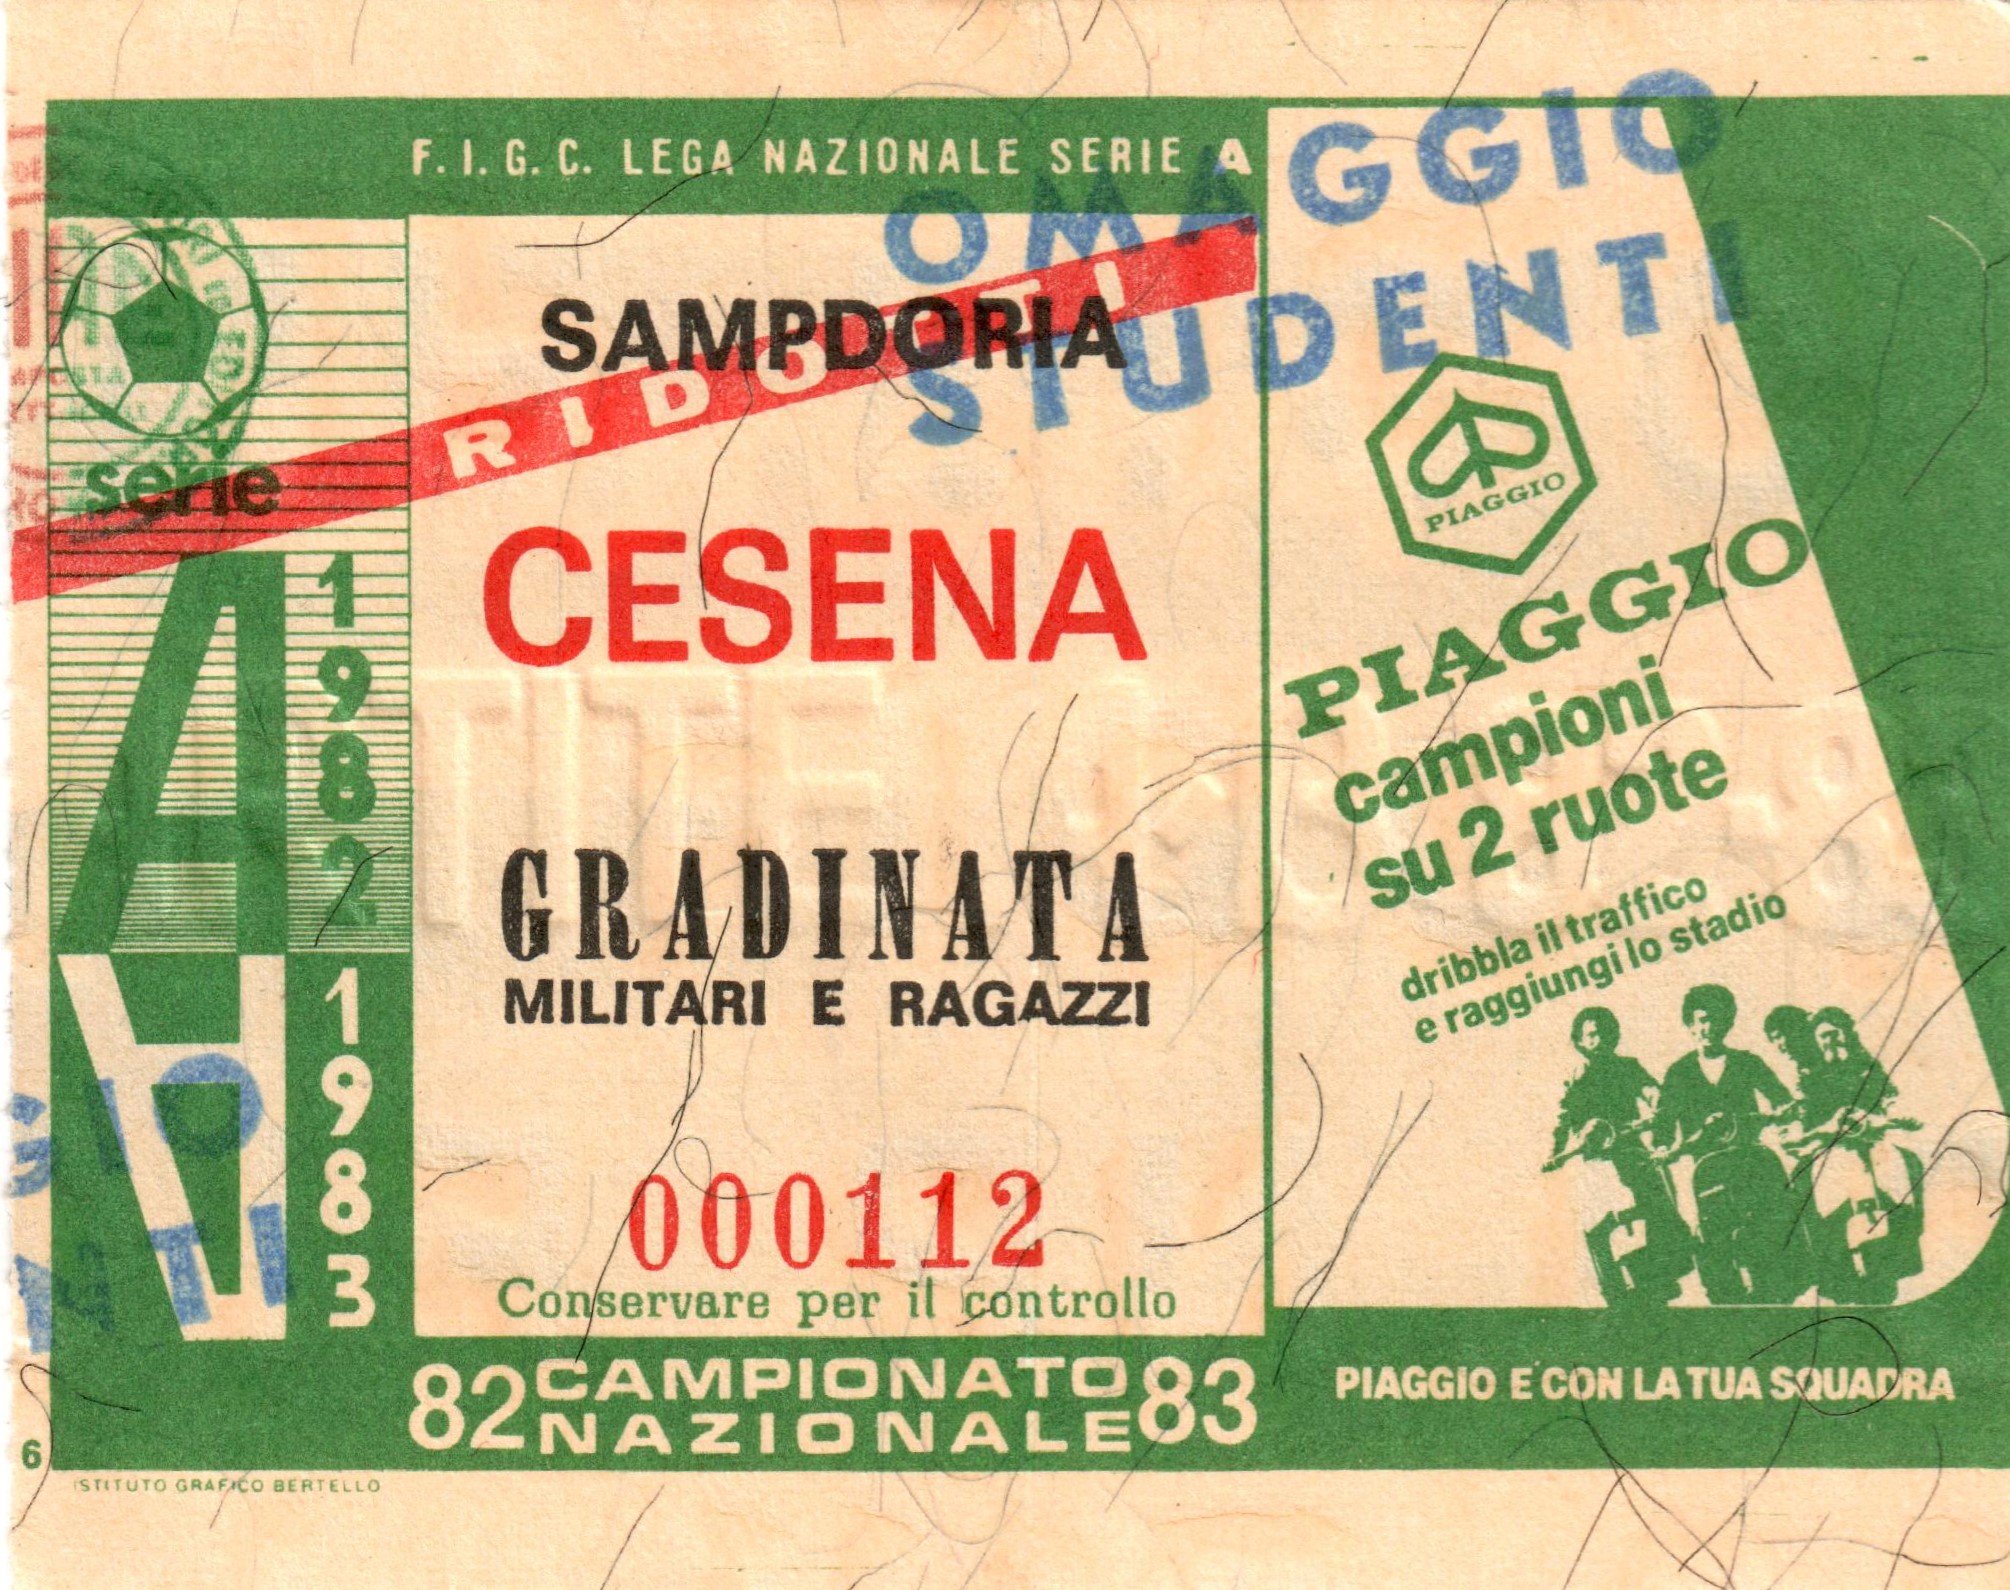 F.I.G.C. LEGA NAZIONALE SERIE A
OMAGGIO
STUDENTI
RIDOTTI
SAMPDORIA
CESENA
GRADINATA
MILITARI E RAGAZZI
000112
Conservare per il controllo
82 CAMPIONATO NAZIONALE 83
serie
A
1982
1983
PIAGGIO
PIAGGIO
campioni
su 2 ruote
dribbla il traffico
e raggiungi lo stadio
PIAGGIO E' CON LA TUA SQUADRA
6
ISTITUTO GRAFICO BERTELLO